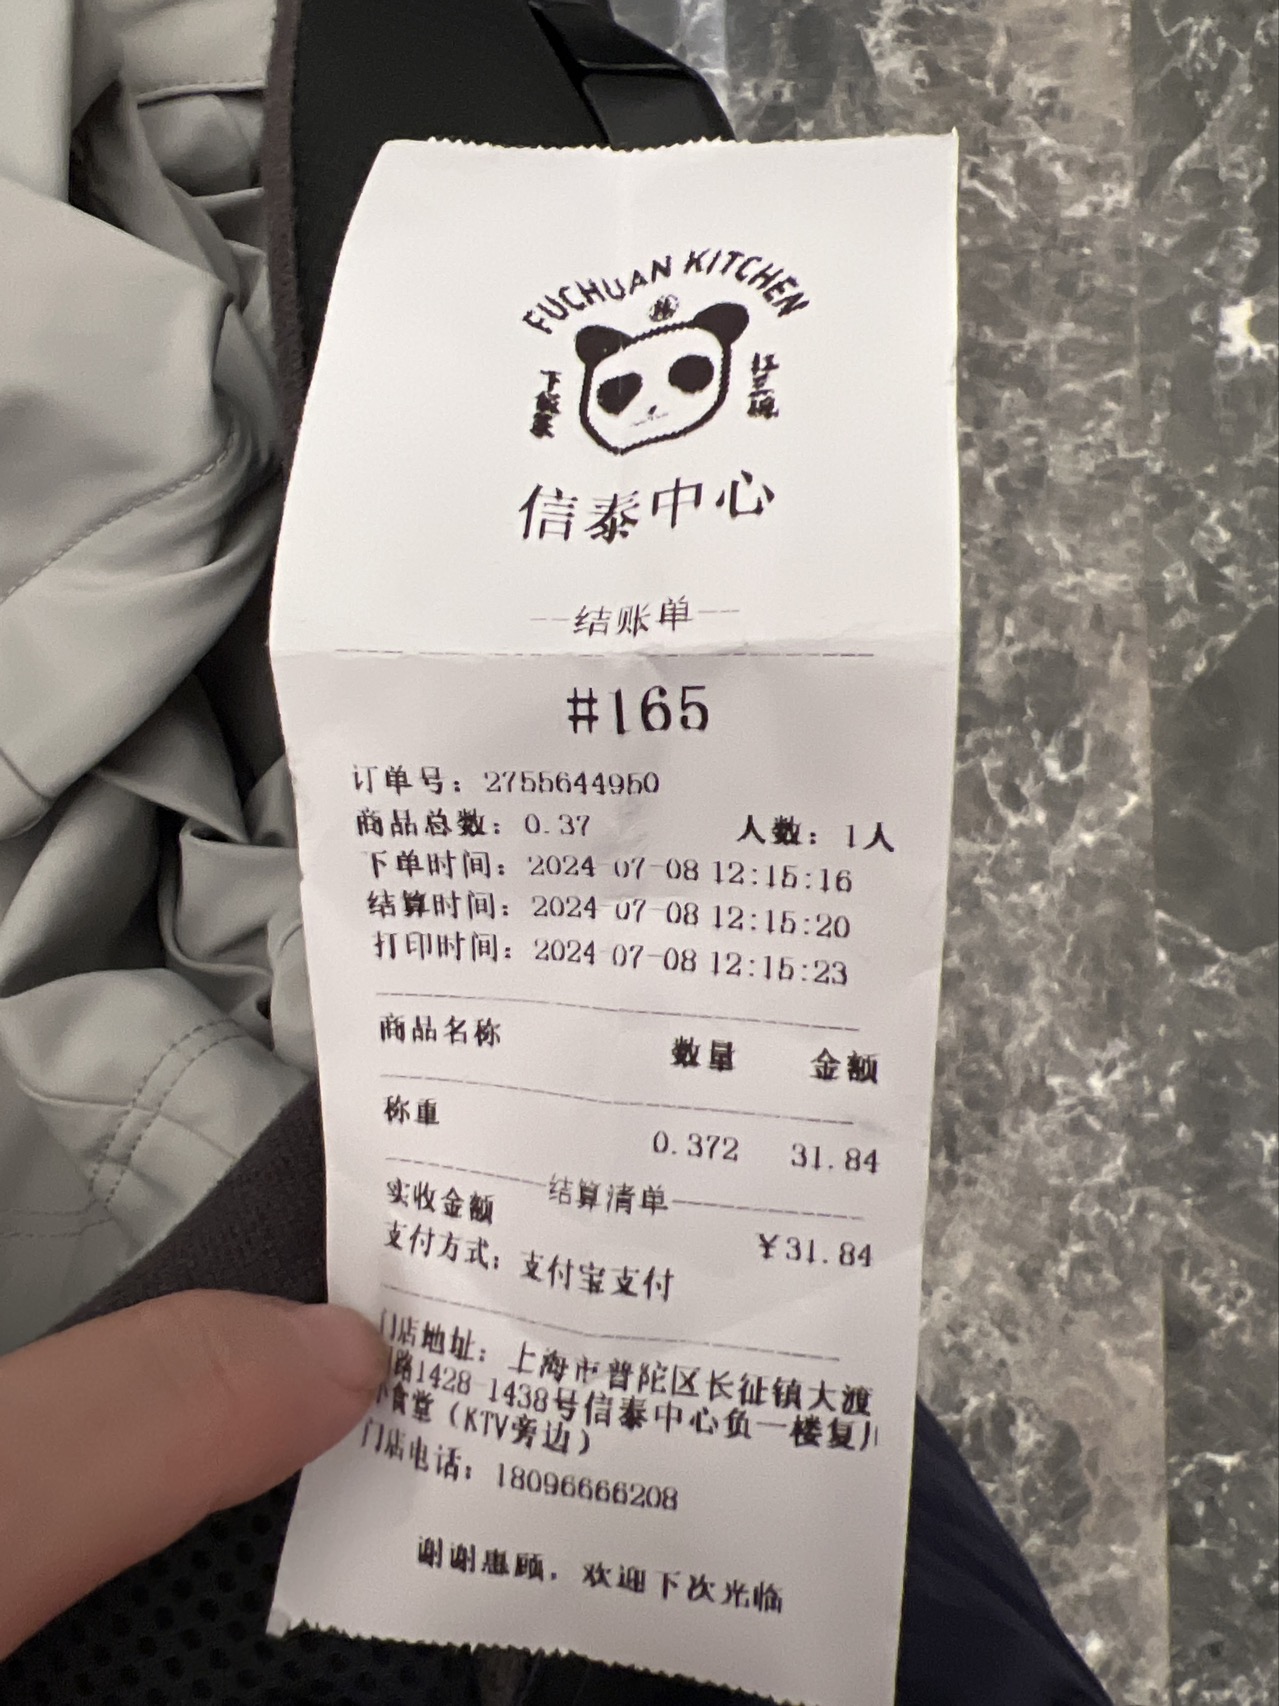 FUCHUAN KITCHEN
下饭菜
红三碗
信泰中心
结账单
#165
订单号：2755644950
商品总数：0.37 人数：1人
下单时间：2024-07-08 12:15:16
结算时间：2024-07-08 12:15:20
打印时间：2024-07-08 12:15:23
商品名称 数量 金额
称重 0.372 31.84
结算清单
实收金额 ¥31.84
支付方式：支付宝支付
门店地址：上海市普陀区长征镇大渡
路1428-1438号信泰中心负一楼复川
食堂（KTV旁边）
门店电话：18096666208
谢谢惠顾，欢迎下次光临